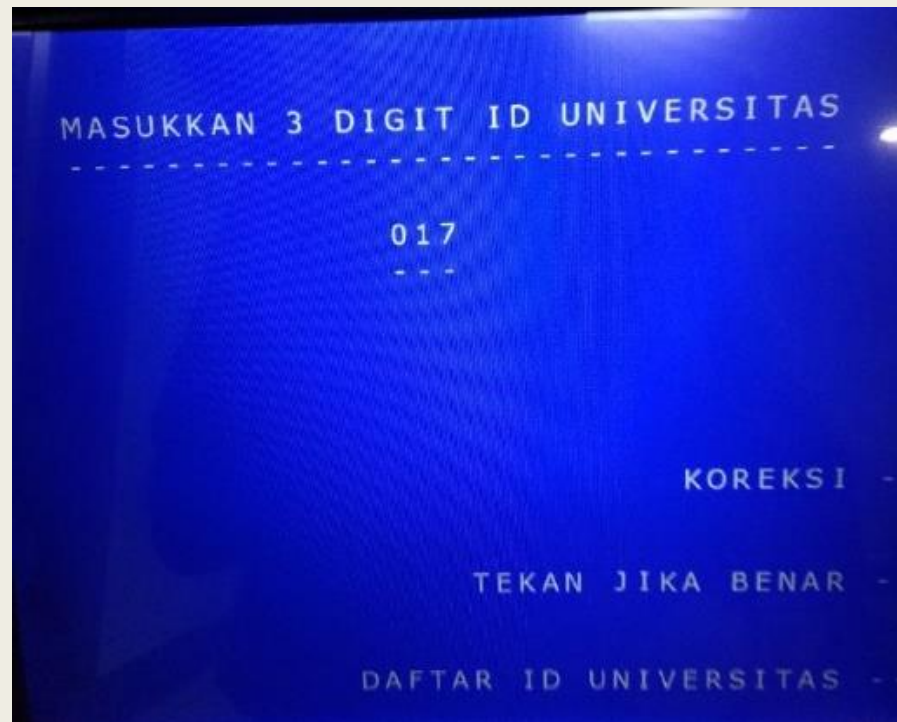 MASUKKAN 3 DIGIT ID UNIVERSITAS
--------------------------------
017
---
KOREKSI -
TEKAN JIKA BENAR -
DAFTAR ID UNIVERSITAS -